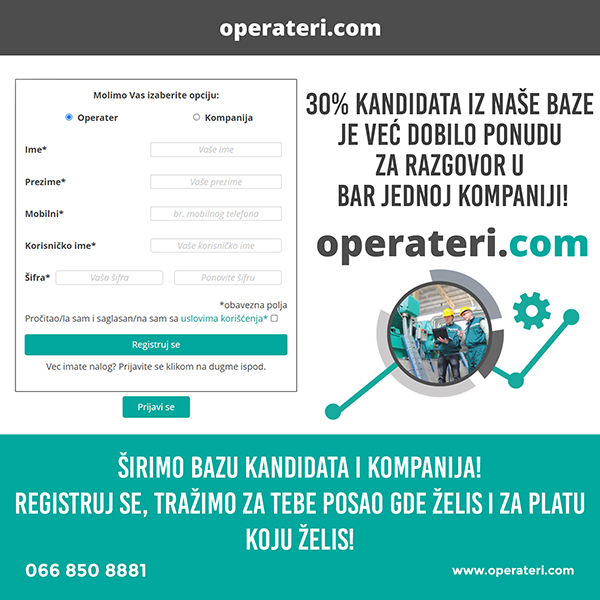 operateri.com
Molimo Vas izaberite opciju:
Operater Kompanija
Ime* Vaše ime
Prezime* Vaše prezime
Mobilni* br. mobilnog telefona
Korisničko ime* Vaše korisničko ime
Šifra* Vaša šifra Ponovite šifru
*obavezna polja
Pročitao/la sam i saglasan/na sam sa uslovima korišćenja*
Registruj se
Vec imate nalog? Prijavite se klikom na dugme ispod.
Prijavi se
30% KANDIDATA IZ NAŠE BAZE
JE VEĆ DOBILO PONUDU
ZA RAZGOVOR U
BAR JEDNOJ KOMPANIJI!
operateri.com
ŠIRIMO BAZU KANDIDATA I KOMPANIJA!
REGISTRUJ SE, TRAŽIMO ZA TEBE POSAO GDE ŽELIS I ZA PLATU
KOJU ŽELIS!
066 850 8881
www.operateri.com